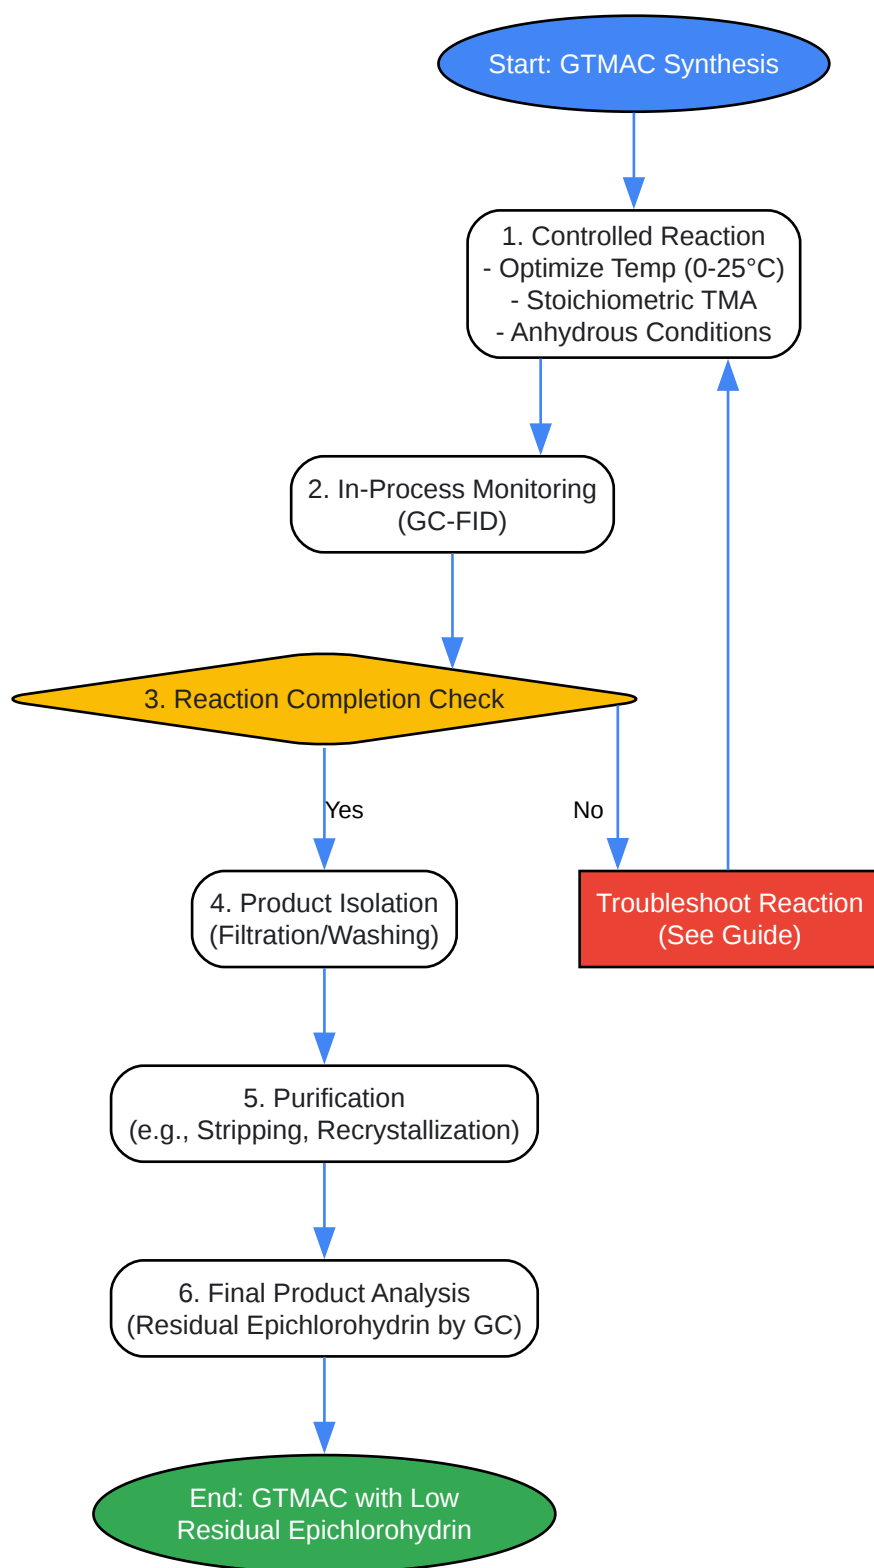 Start: GTMAC Synthesis
1. Controlled Reaction
- Optimize Temp (0-25°C)
- Stoichiometric TMA
- Anhydrous Conditions
2. In-Process Monitoring
(GC-FID)
3. Reaction Completion Check
Yes
No
4. Product Isolation
(Filtration/Washing)
Troubleshoot Reaction
(See Guide)
5. Purification
(e.g., Stripping, Recrystallization)
6. Final Product Analysis
(Residual Epichlorohydrin by GC)
End: GTMAC with Low
Residual Epichlorohydrin